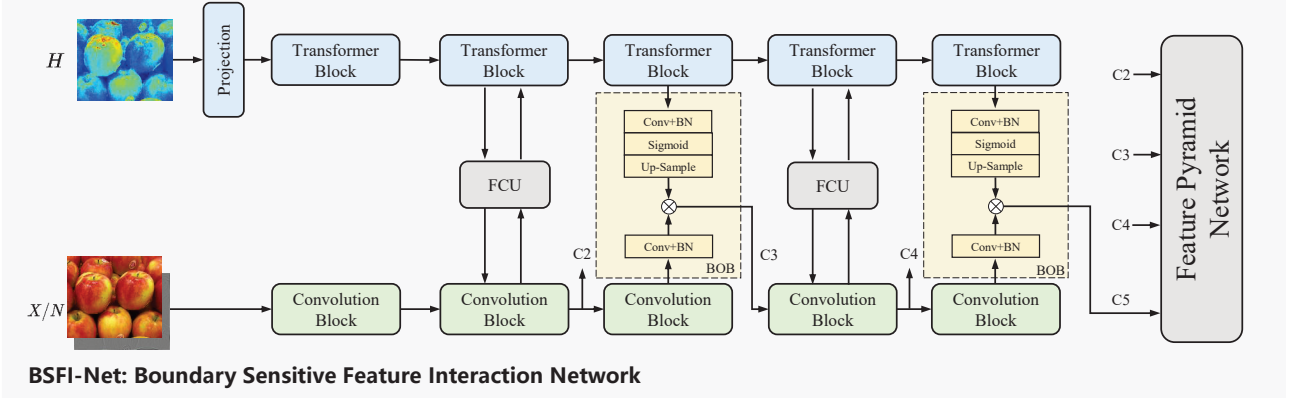 H
Projection
Transformer
Block
Transformer
Block
Transformer
Block
Transformer
Block
Transformer
Block
FCU
Conv+BN
Sigmoid
Up-Sample
Conv+BN
BOB
FCU
Conv+BN
Sigmoid
Up-Sample
Conv+BN
BOB
C2
C3
C4
X/N
Convolution
Block
Convolution
Block
Convolution
Block
Convolution
Block
Convolution
Block
C2
C3
C4
C5
Feature Pyramid
Network
BSFI-Net: Boundary Sensitive Feature Interaction Network